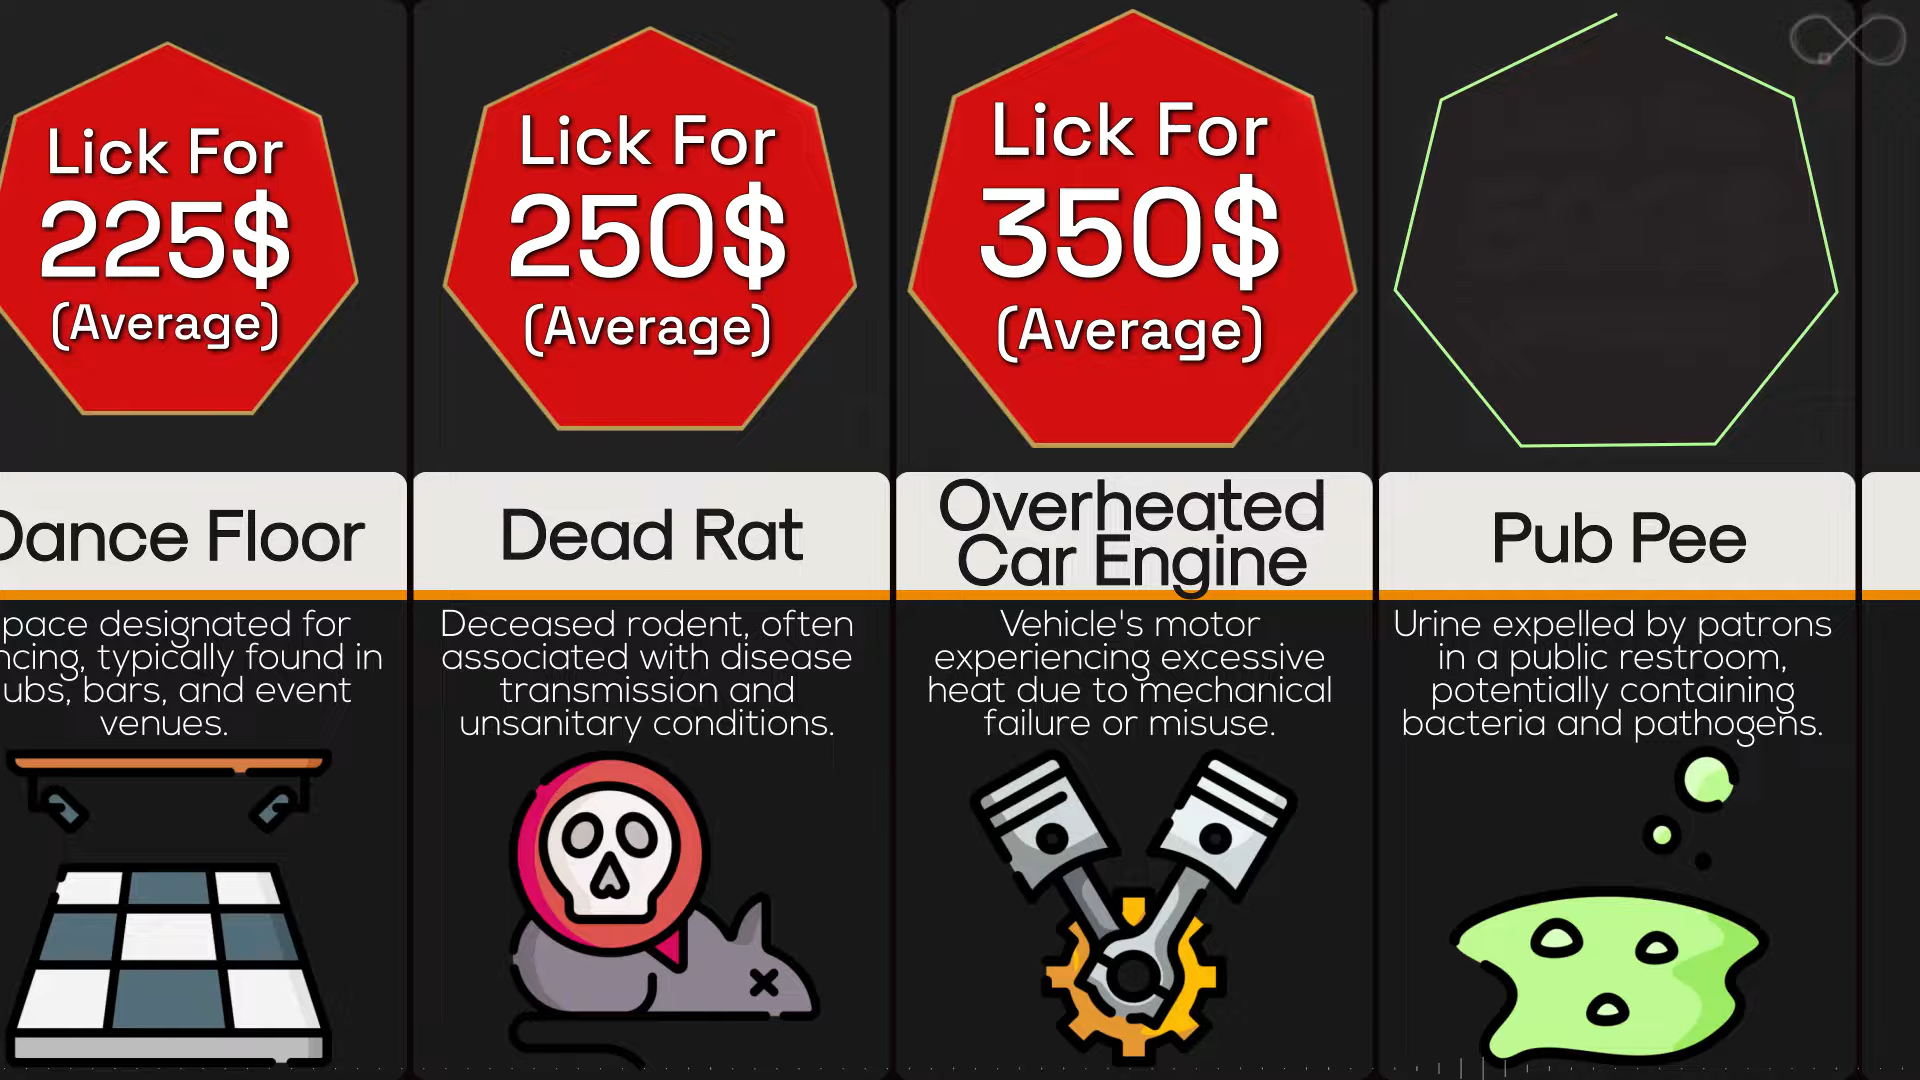 Lick For
225$
(Average)
Dance Floor
pace designated for
ncing, typically found in
ubs, bars, and event
venues.
Lick For
250$
(Average)
Dead Rat
Deceased rodent, often
associated with disease
transmission and
unsanitary conditions.
Lick For
350$
(Average)
Overheated
Car Engine
Vehicle's motor
experiencing excessive
heat due to mechanical
failure or misuse.
Pub Pee
Urine expelled by patrons
in a public restroom,
potentially containing
bacteria and pathogens.